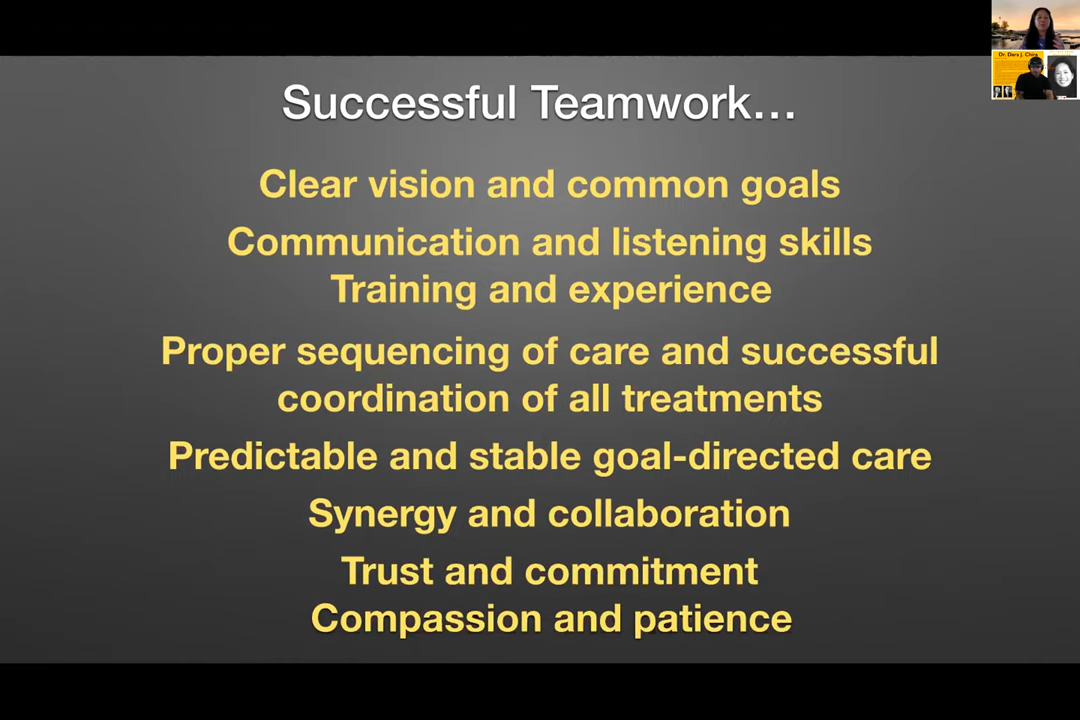 Successful Teamwork...
Clear vision and common goals
Communication and listening skills
Training and experience
Proper sequencing of care and successful
coordination of all treatments
Predictable and stable goal-directed care
Synergy and collaboration
Trust and commitment
Compassion and patience